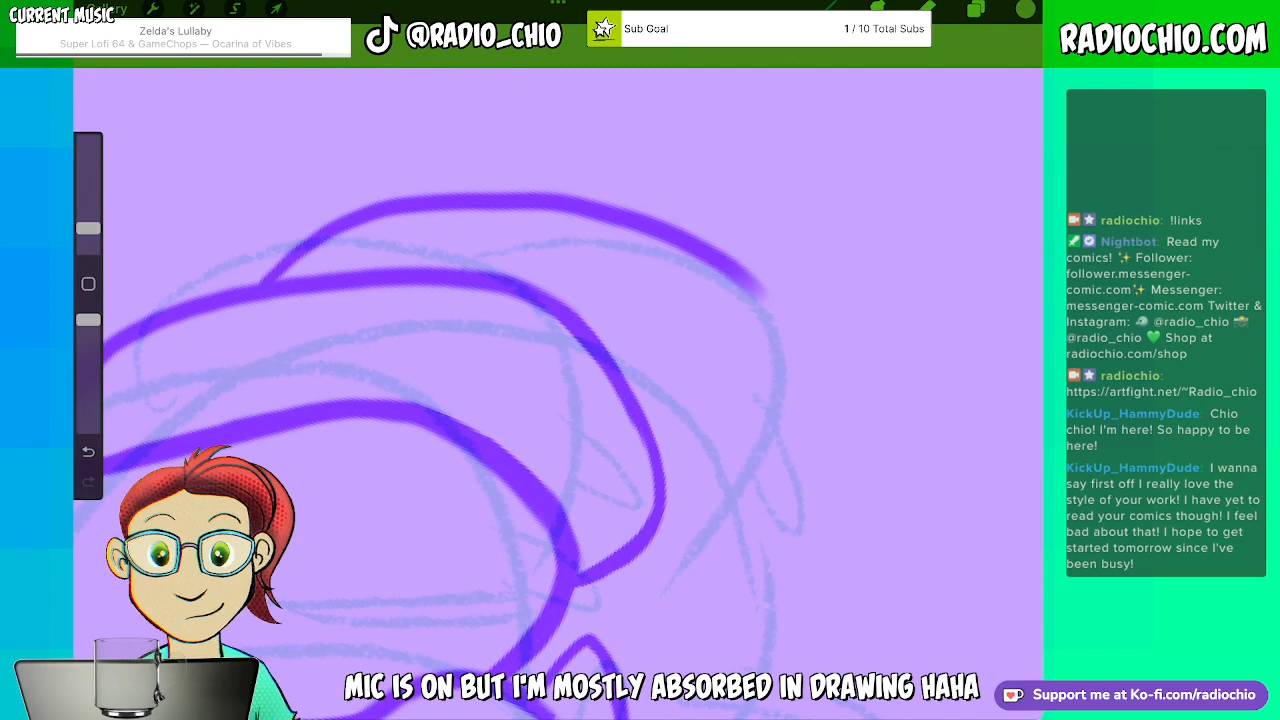 CURRENT MUSIC
Gallery
Zelda's Lullaby
Super Lofi 64 & GameChops — Ocarina of Vibes
@RADIO_CHIO
Sub Goal
1 / 10 Total Subs
RADIOCHIO.COM
radiochio: !links
Nightbot: Read my
comics! ✨ Follower:
follower.messenger-
comic.com✨ Messenger:
messenger-comic.com Twitter &
Instagram: 🐦 @radio_chio 📸
@radio_chio 💚 Shop at
radiochio.com/shop
radiochio:
https://artfight.net/~Radio_chio
KickUp_HammyDude: Chio
chio! I'm here! So happy to be
here!
KickUp_HammyDude: I wanna
say first off I really love the
style of your work! I have yet to
read your comics though! I feel
bad about that! I hope to get
started tomorrow since I've
been busy!
MIC IS ON BUT I'M MOSTLY ABSORBED IN DRAWING HAHA
Support me at Ko-fi.com/radiochio